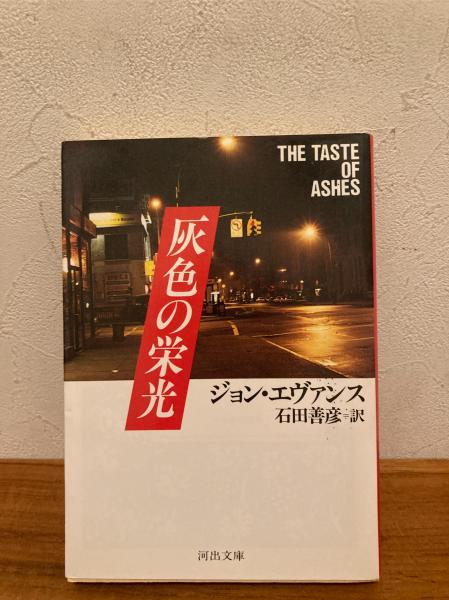 THE TASTE
OF
ASHES
灰色の栄光
ジョン・エヴァンス
石田善彦=訳
河出文庫